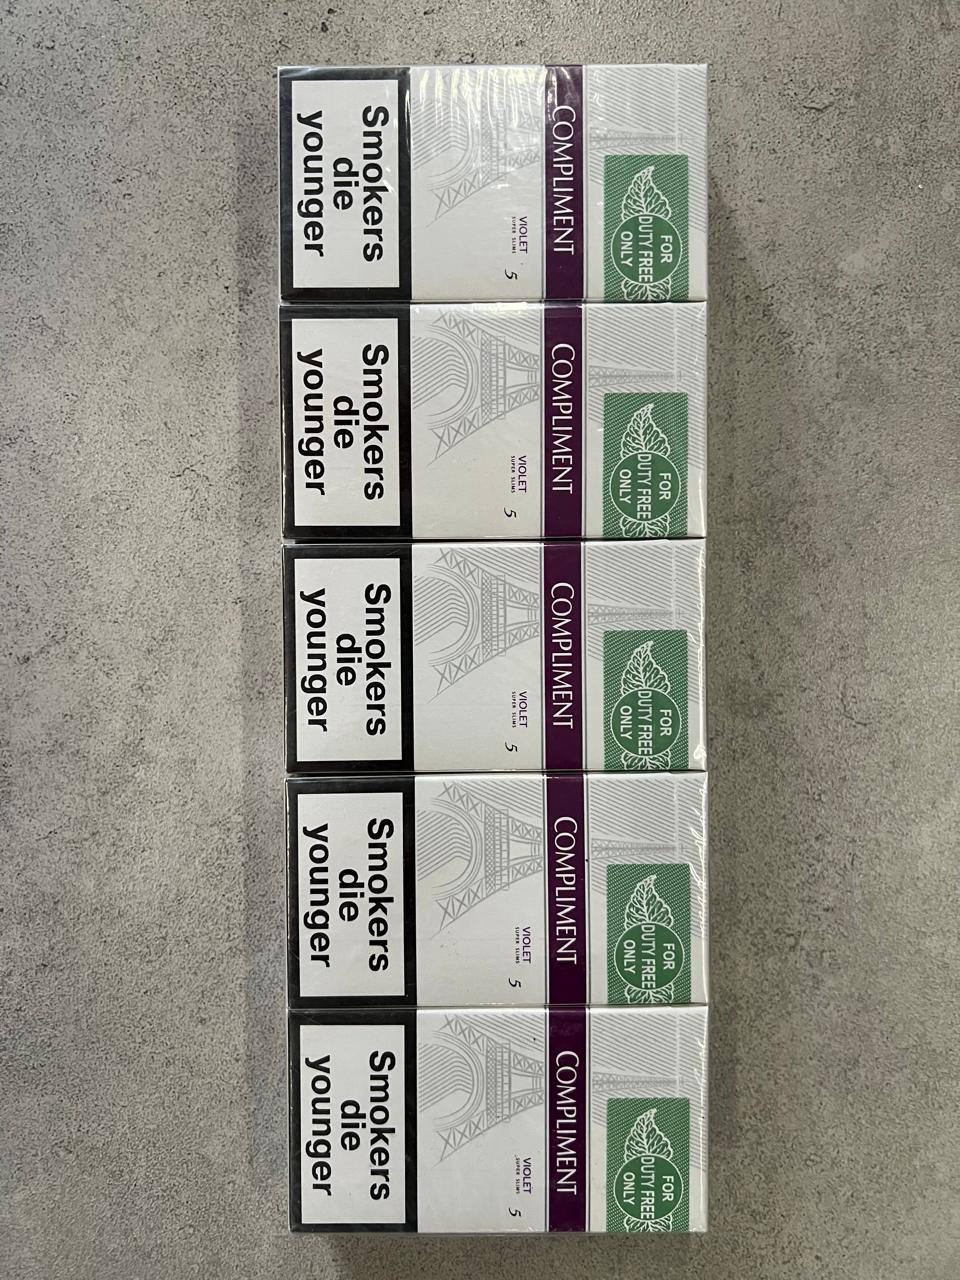 Smokers
die
younger
COMPLIMENT
VIOLET
SUPER SLIMS
5
FOR
DUTY FREE
ONLY
Smokers
die
younger
COMPLIMENT
VIOLET
SUPER SLIMS
5
FOR
DUTY FREE
ONLY
Smokers
die
younger
COMPLIMENT
VIOLET
SUPER SLIMS
5
FOR
DUTY FREE
ONLY
Smokers
die
younger
COMPLIMENT
VIOLET
SUPER SLIMS
5
FOR
DUTY FREE
ONLY
Smokers
die
younger
COMPLIMENT
VIOLET
SUPER SLIMS
5
FOR
DUTY FREE
ONLY